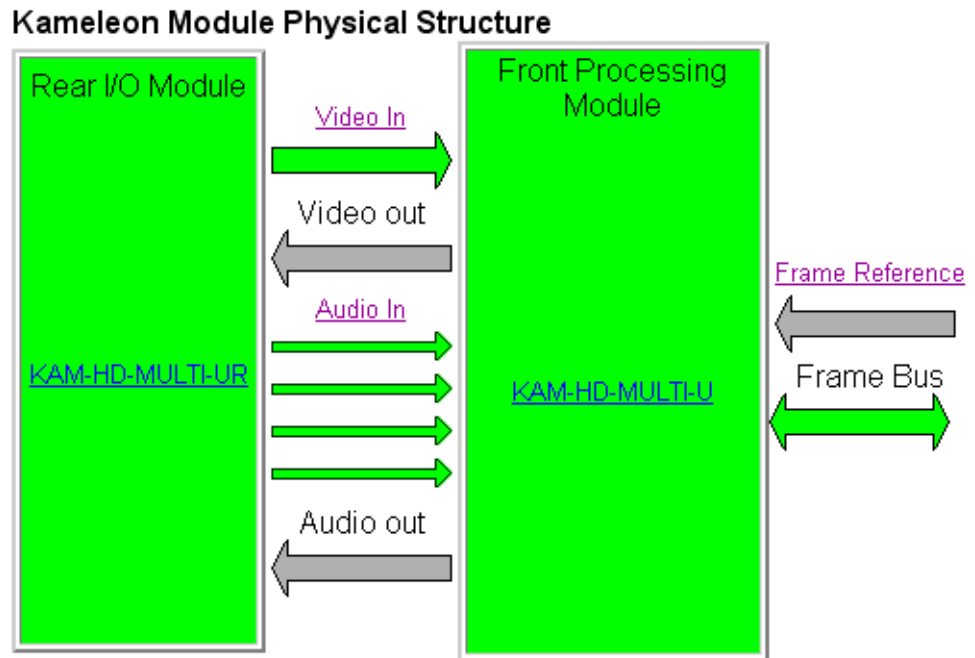 Kameleon Module Physical Structure
Rear I/O Module
Front Processing
Module
Video In
Video out
Frame Reference
Audio In
KAM-HD-MULTI-UR
Frame Bus
KAM-HD-MULTI-U
Audio out